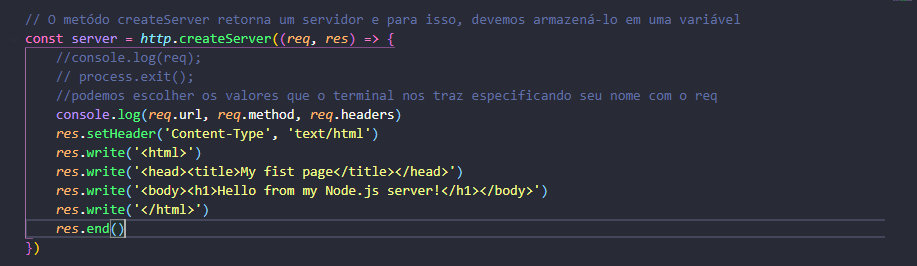 // O metódo createServer retorna um servidor e para isso, devemos armazená-lo em uma variável
const server = http.createServer((req, res) => {
//console.log(req);
// process.exit();
//podemos escolher os valores que o terminal nos traz especificando seu nome com o req
console.log(req.url, req.method, req.headers)
res.setHeader('Content-Type', 'text/html')
res.write('<html>')
res.write('<head><title>My fist page</title></head>')
res.write('<body><h1>Hello from my Node.js server!</h1></body>')
res.write('</html>')
res.end()
})